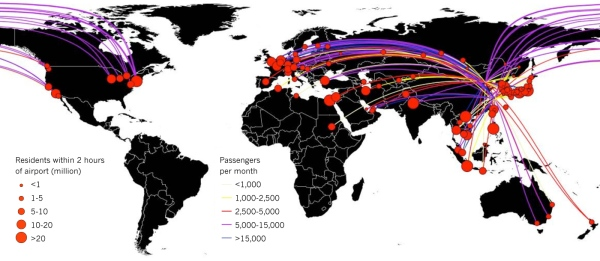 Residents within 2 hours
of airport (million)
<1
1-5
5-10
10-20
>20
Passengers
per month
<1,000
1,000-2,500
2,500-5,000
5,000-15,000
>15,000